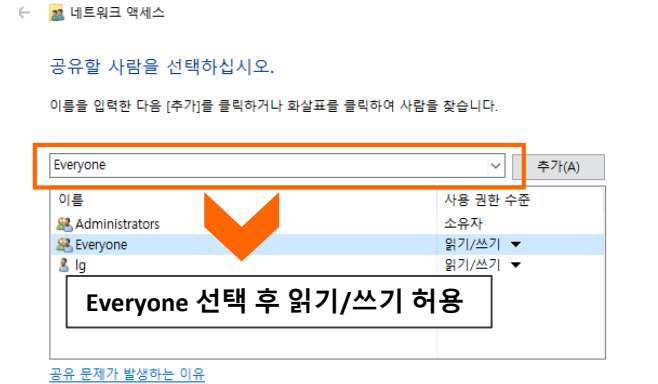 네트워크 액세스
공유할 사람을 선택하십시오.
이름을 입력한 다음 [추가]를 클릭하거나 화살표를 클릭하여 사람을 찾습니다.
Everyone 추가(A)
이름 사용 권한 수준
Administrators 소유자
Everyone 읽기/쓰기
lg 읽기/쓰기
Everyone 선택 후 읽기/쓰기 허용
공유 문제가 발생하는 이유